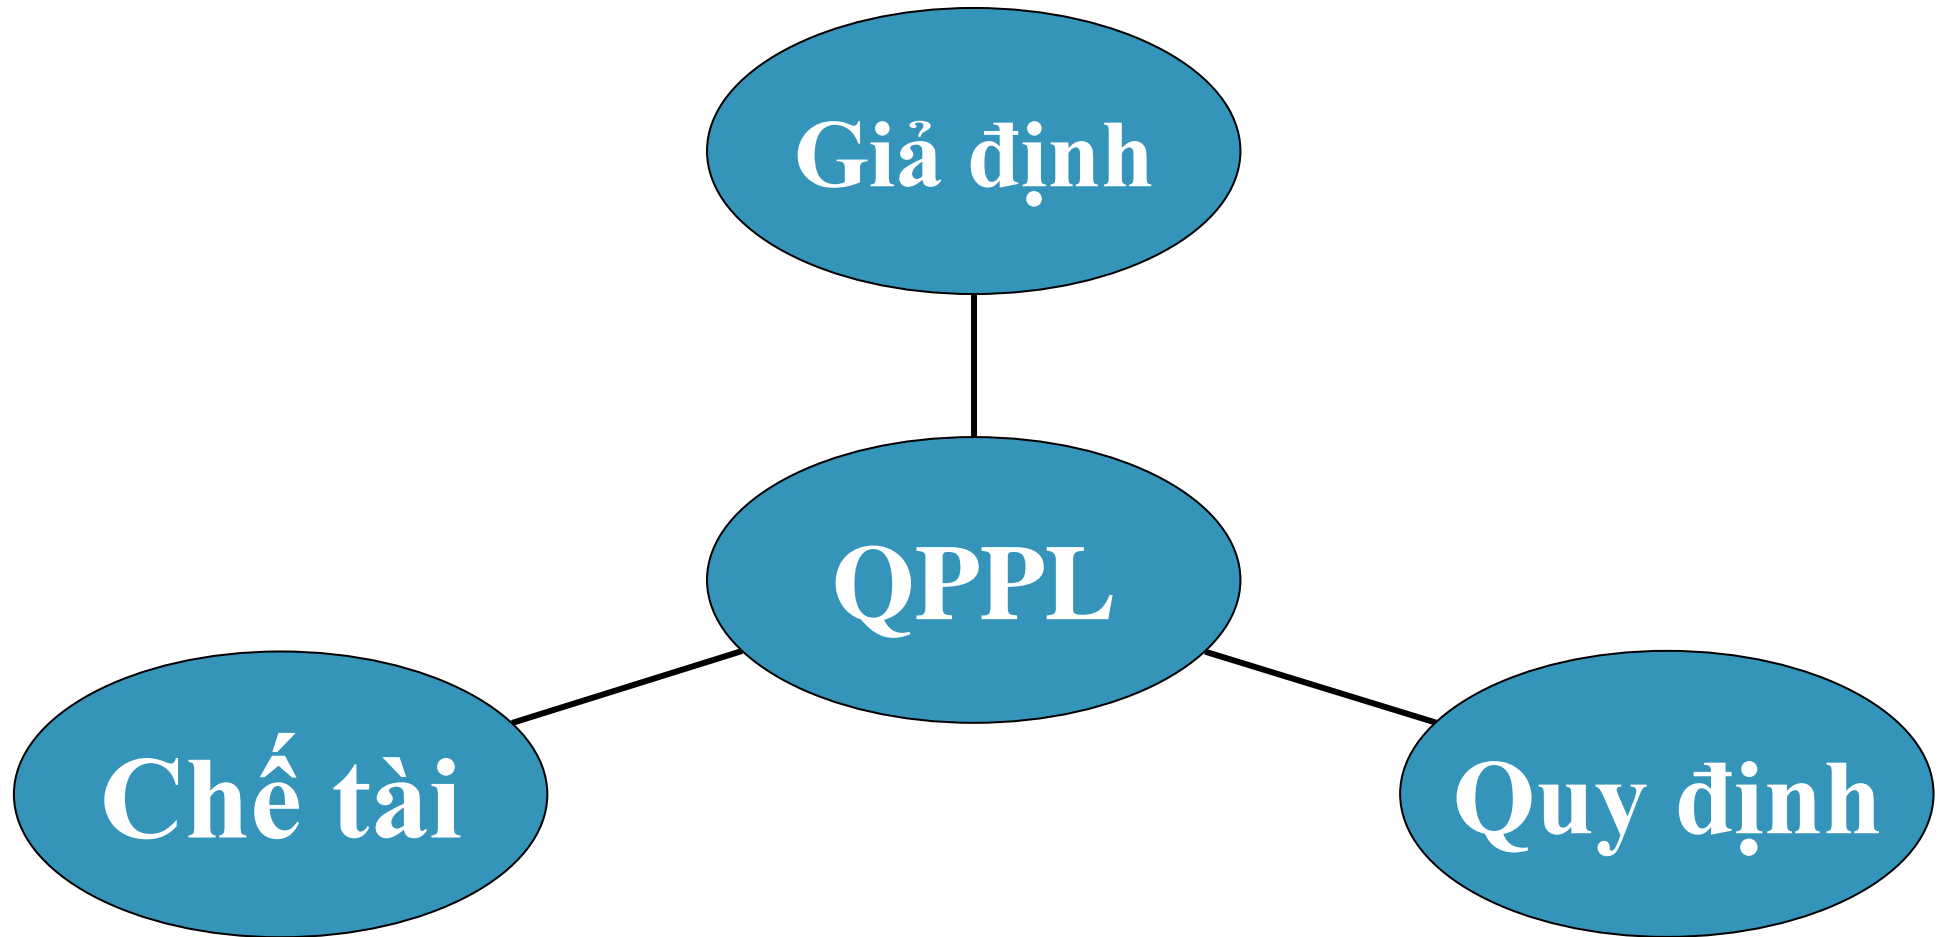 Giả định
QPPL
Chế tài
Quy định